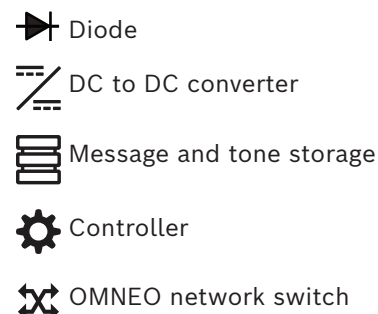 Diode
DC to DC converter
Message and tone storage
Controller
OMNEO network switch